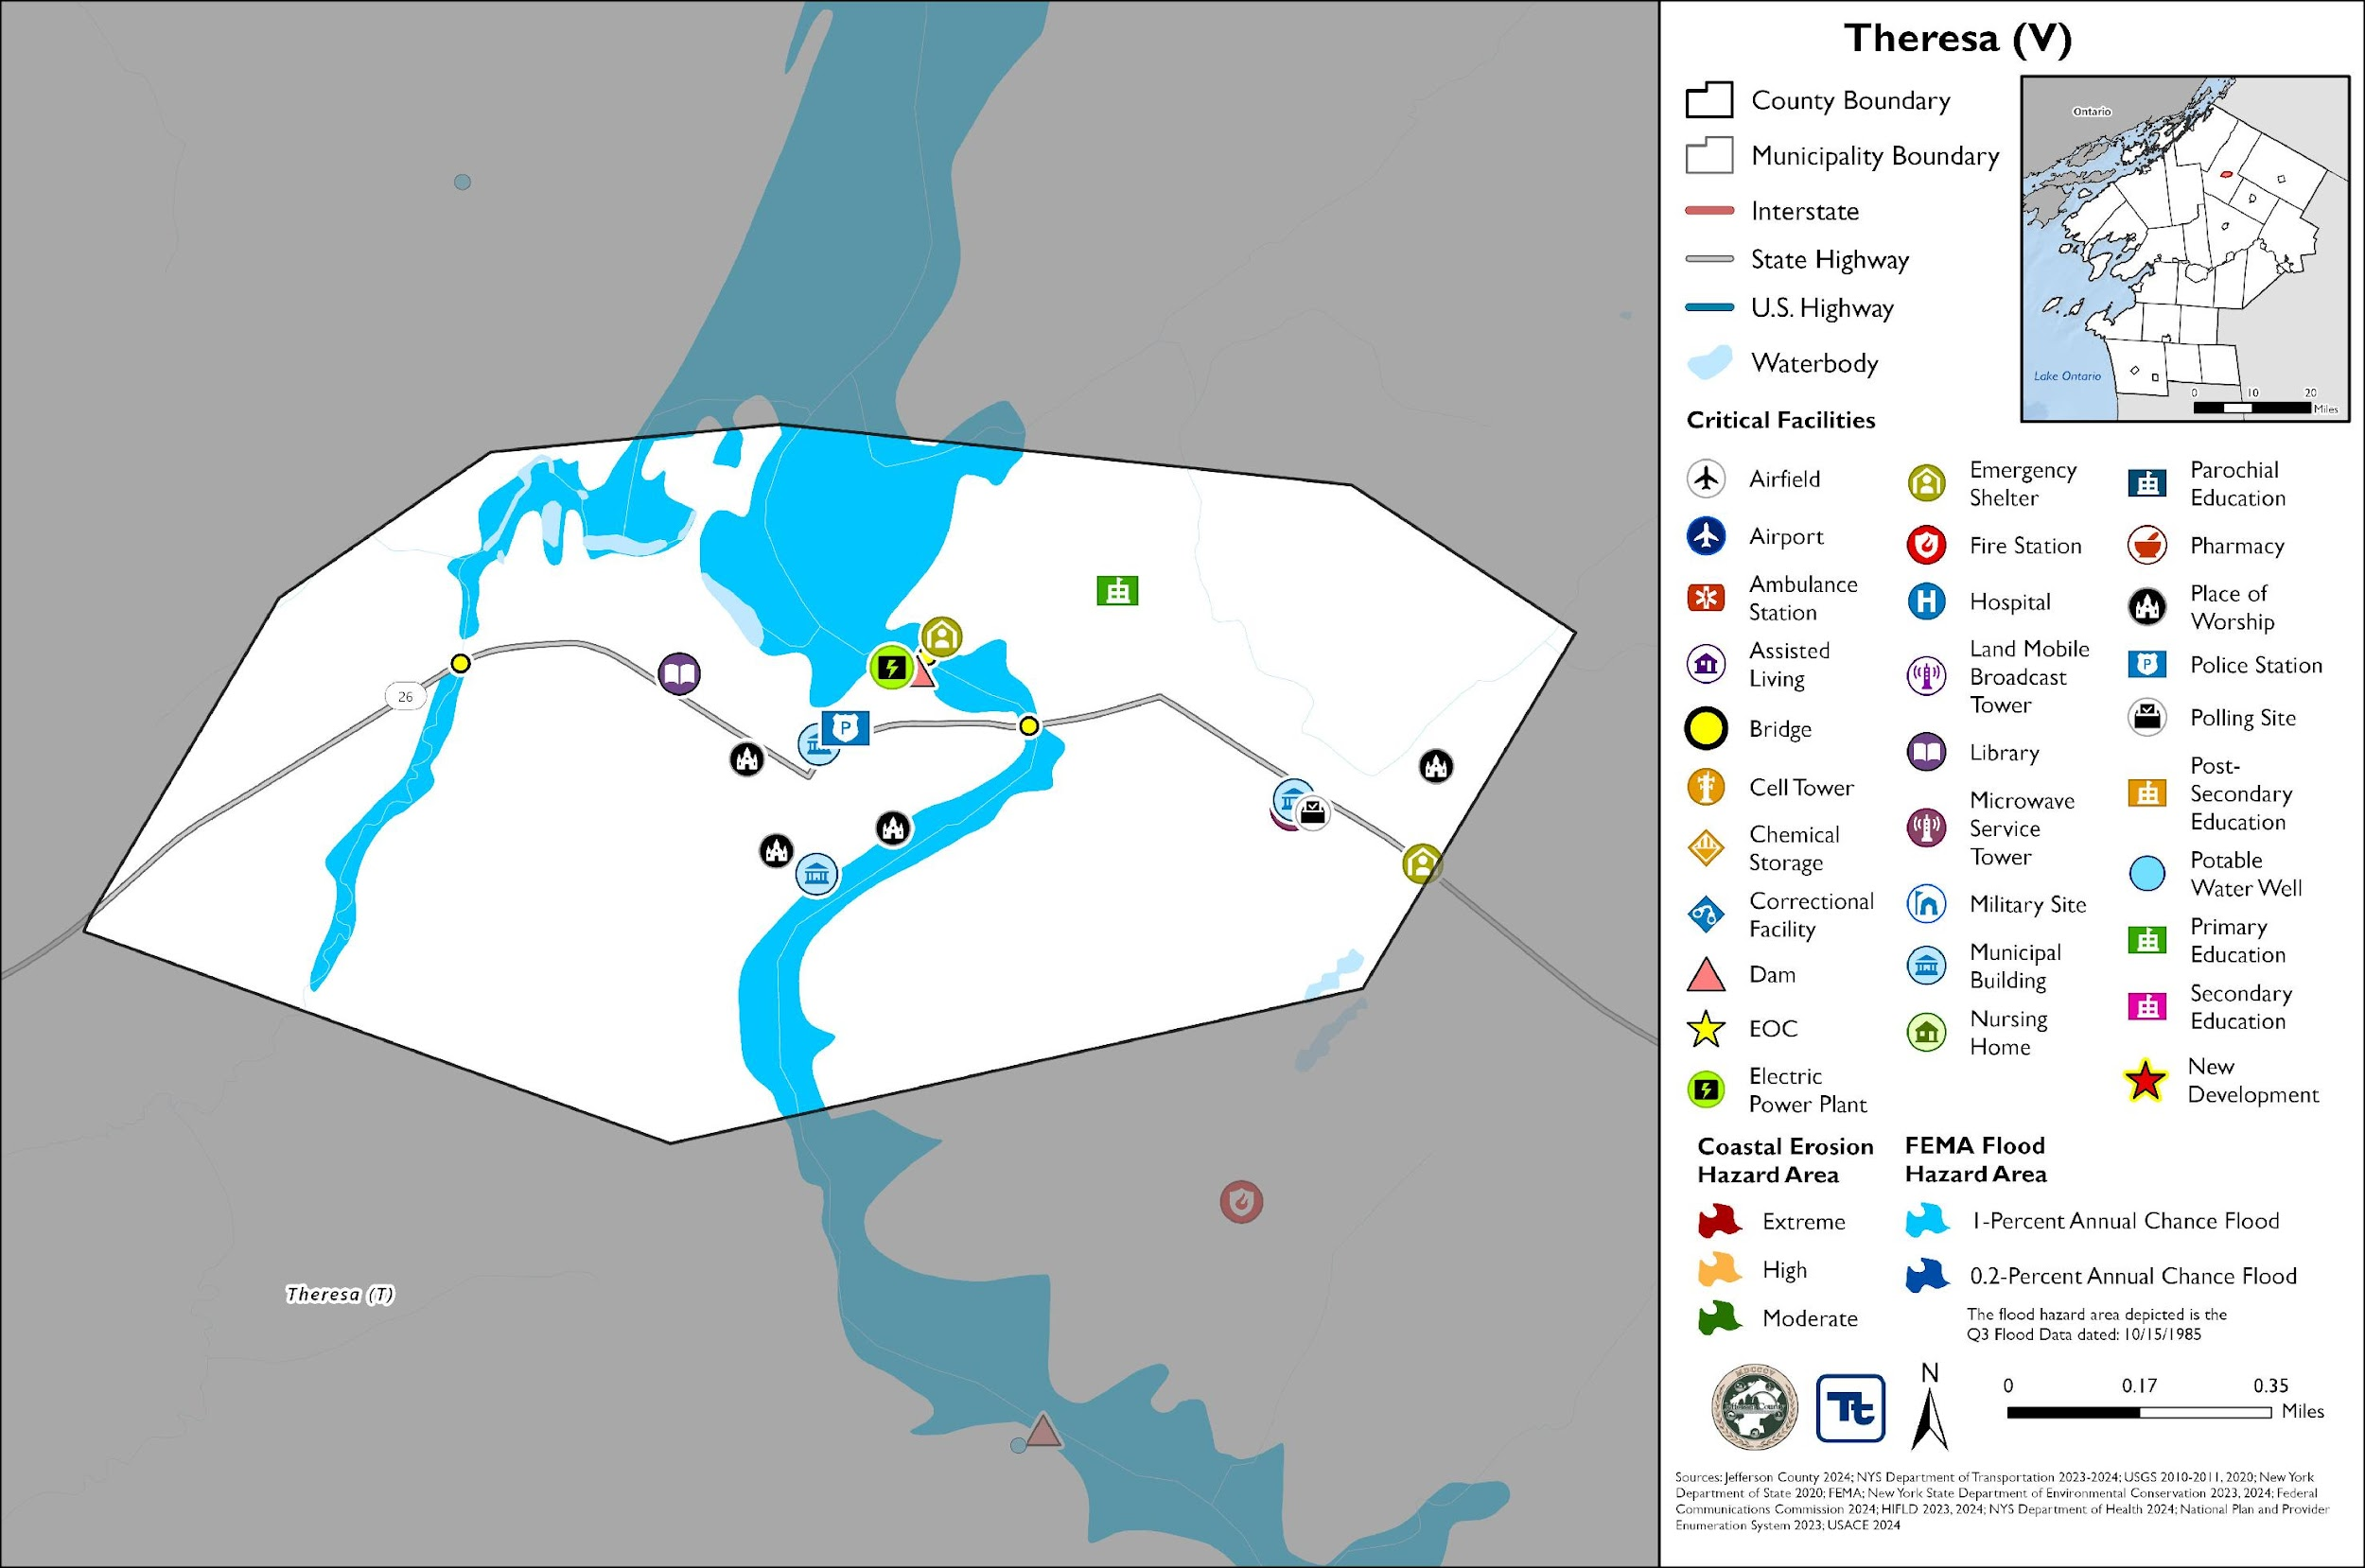 Theresa (V)
County Boundary
Municipality Boundary
Interstate
State Highway
U.S. Highway
Waterbody
Ontario
Lake Ontario
0 10 20
Miles
Critical Facilities
Airfield
Airport
Ambulance
Station
Assisted
Living
Bridge
Cell Tower
Chemical
Storage
Correctional
Facility
Dam
EOC
Electric
Power Plant
Emergency
Shelter
Fire Station
H
Hospital
Land Mobile
Broadcast
Tower
Library
Microwave
Service
Tower
Military Site
Municipal
Building
Nursing
Home
Parochial
Education
Pharmacy
Place of
Worship
P
Police Station
Polling Site
Post-
Secondary
Education
Potable
Water Well
Primary
Education
Secondary
Education
New
Development
Coastal Erosion
Hazard Area
Extreme
High
Moderate
FEMA Flood
Hazard Area
1-Percent Annual Chance Flood
0.2-Percent Annual Chance Flood
The flood hazard area depicted is the
Q3 Flood Data dated: 10/15/1985
Tt
N
0 0.17 0.35
Miles
Sources: Jefferson County 2024; NYS Department of Transportation 2023-2024; USGS 2010-2011, 2020; New York
Department of State 2020; FEMA; New York State Department of Environmental Conservation 2023, 2024; Federal
Communications Commission 2024; HIFLD 2023, 2024; NYS Department of Health 2024; National Plan and Provider
Enumeration System 2023; USACE 2024
26
P
Theresa (T)